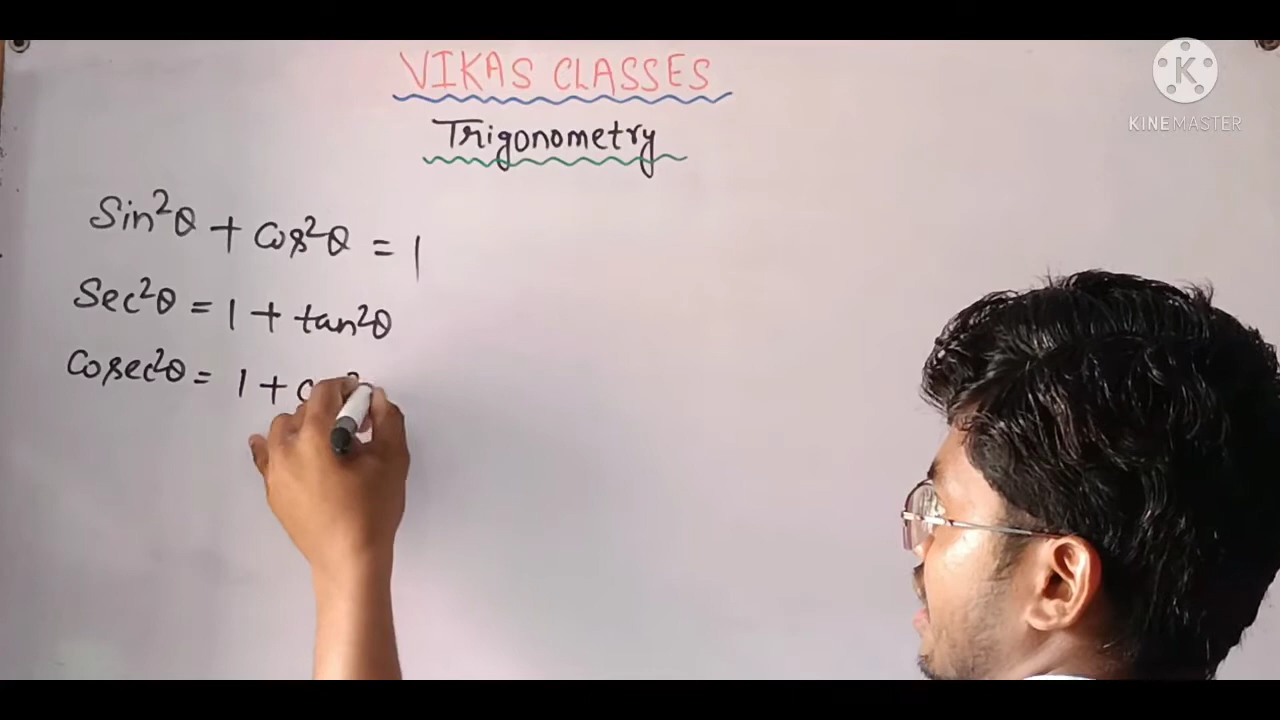 VIKAS CLASSES
K
KINEMASTER
Trigonometry
Sin²θ + Cos²θ = 1
Sec²θ = 1 + tan²θ
Cosec²θ = 1 +